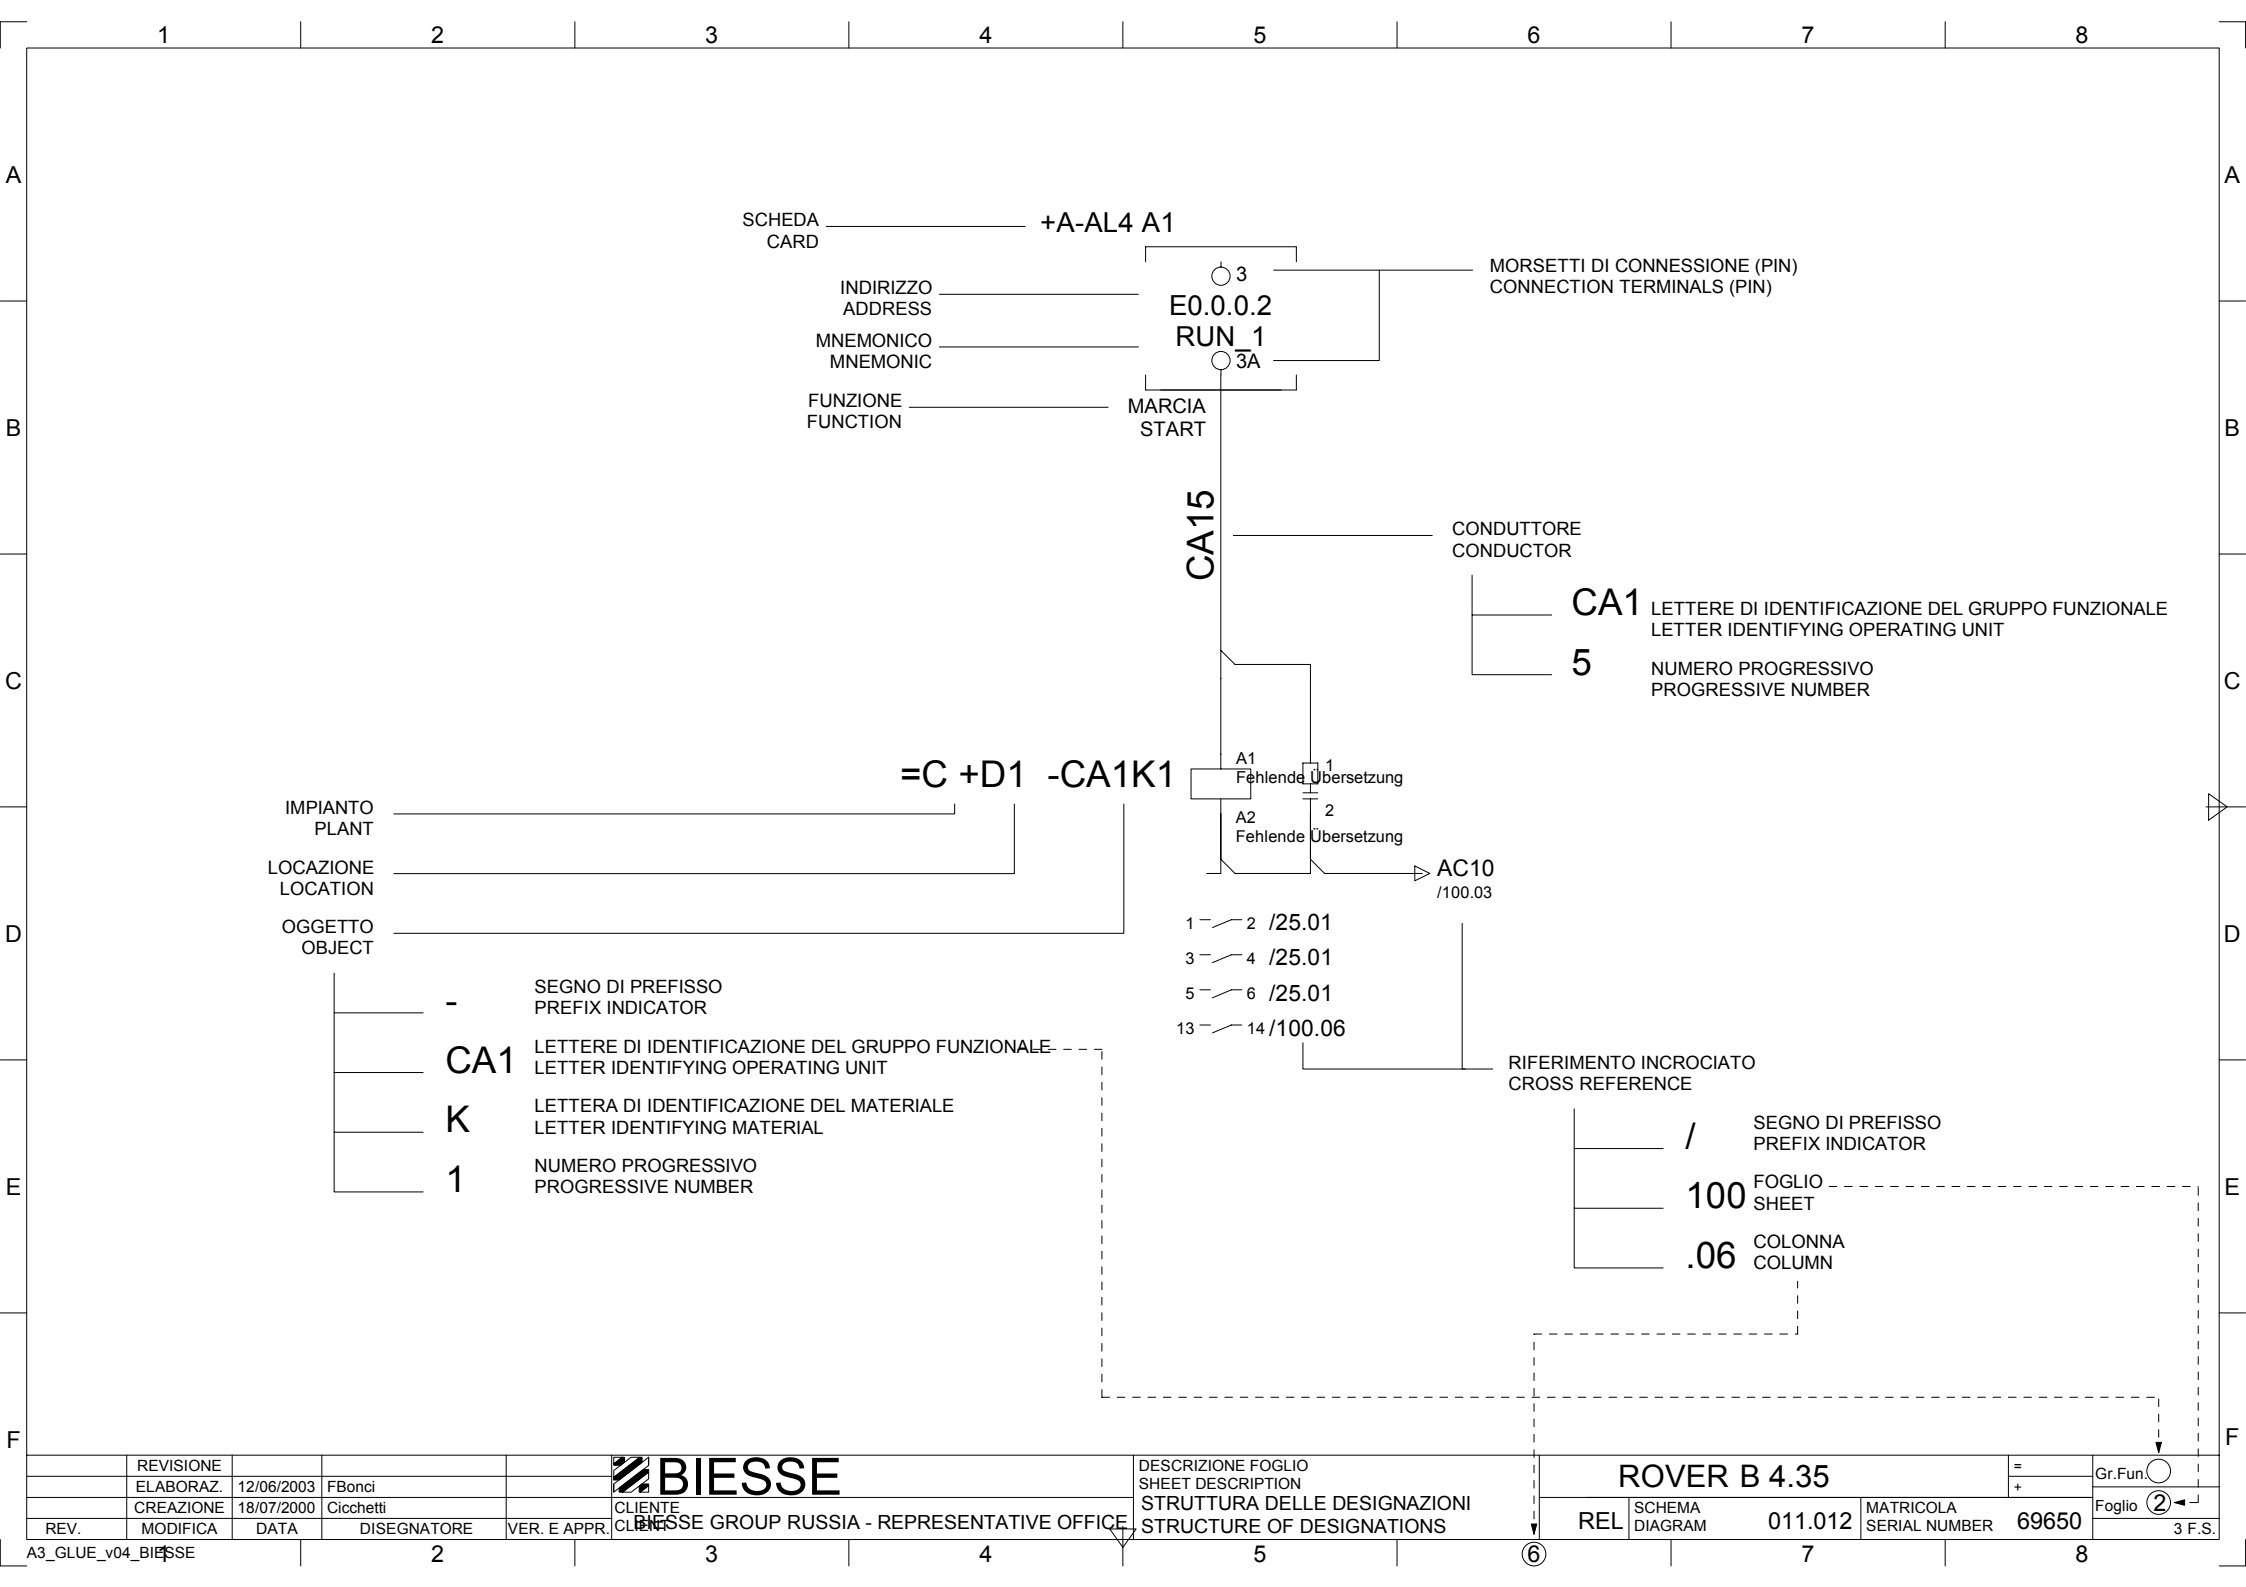 1 2 3 4 5 6 7 8
A A
SCHEDA
CARD
+A-AL4 A1
3
MORSETTI DI CONNESSIONE (PIN)
CONNECTION TERMINALS (PIN)
INDIRIZZO
ADDRESS
E0.0.0.2
MNEMONICO
MNEMONIC
RUN_1
3A
FUNZIONE
FUNCTION
MARCIA
START
B B
CA15
CONDUTTORE
CONDUCTOR
CA1 LETTERE DI IDENTIFICAZIONE DEL GRUPPO FUNZIONALE
LETTER IDENTIFYING OPERATING UNIT
5 NUMERO PROGRESSIVO
PROGRESSIVE NUMBER
C C
=C +D1 -CA1K1
A1
Fehlende Übersetzung
1
2
A2
Fehlende Übersetzung
IMPIANTO
PLANT
LOCAZIONE
LOCATION
AC10
/100.03
OGGETTO
OBJECT
D D
1 2 /25.01
3 4 /25.01
5 6 /25.01
13 14 /100.06
- SEGNO DI PREFISSO
PREFIX INDICATOR
CA1 LETTERE DI IDENTIFICAZIONE DEL GRUPPO FUNZIONALE
LETTER IDENTIFYING OPERATING UNIT
K LETTERA DI IDENTIFICAZIONE DEL MATERIALE
LETTER IDENTIFYING MATERIAL
1 NUMERO PROGRESSIVO
PROGRESSIVE NUMBER
RIFERIMENTO INCROCIATO
CROSS REFERENCE
/ SEGNO DI PREFISSO
PREFIX INDICATOR
100 FOGLIO
SHEET
.06 COLONNA
COLUMN
E E
F F
REVISIONE
ELABORAZ. 12/06/2003 FBonci
CREAZIONE 18/07/2000 Cicchetti
REV. MODIFICA DATA DISEGNATORE VER. E APPR.
BIESSE
CLIENTE
CLIENT
BIESSE GROUP RUSSIA - REPRESENTATIVE OFFICE
DESCRIZIONE FOGLIO
SHEET DESCRIPTION
STRUTTURA DELLE DESIGNAZIONI
STRUCTURE OF DESIGNATIONS
ROVER B 4.35
REL
SCHEMA
DIAGRAM
011.012
MATRICOLA
SERIAL NUMBER
69650
=
+
Gr.Fun.
Foglio 2
3 F.S.
A3_GLUE_v04_BIESSE
1 2 3 4 5 6 7 8